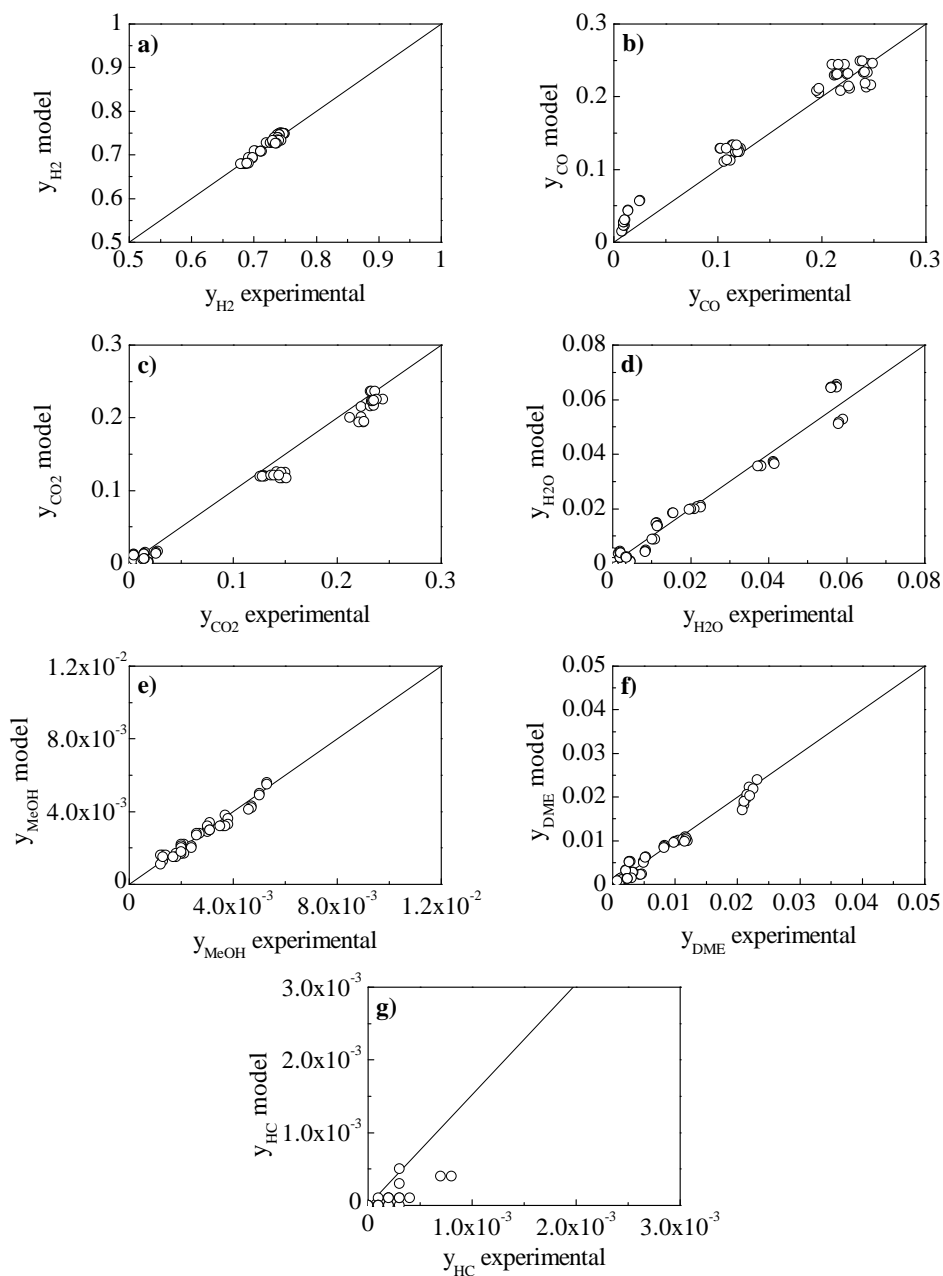 a)
1
0.9
0.8
0.7
0.6
0.5
0.5 0.6 0.7 0.8 0.9 1
y_H2 model
y_H2 experimental
b)
0.3
0.2
0.1
0
0 0.1 0.2 0.3
y_CO model
y_CO experimental
c)
0.3
0.2
0.1
0
0 0.1 0.2 0.3
y_CO2 model
y_CO2 experimental
d)
0.08
0.06
0.04
0.02
0
0 0.02 0.04 0.06 0.08
y_H2O model
y_H2O experimental
e)
1.2x10^-2
8.0x10^-3
4.0x10^-3
0
0 4.0x10^-3 8.0x10^-3 1.2x10^-2
y_MeOH model
y_MeOH experimental
f)
0.05
0.04
0.03
0.02
0.01
0
0 0.01 0.02 0.03 0.04 0.05
y_DME model
y_DME experimental
g)
3.0x10^-3
2.0x10^-3
1.0x10^-3
0
0 1.0x10^-3 2.0x10^-3 3.0x10^-3
y_HC model
y_HC experimental